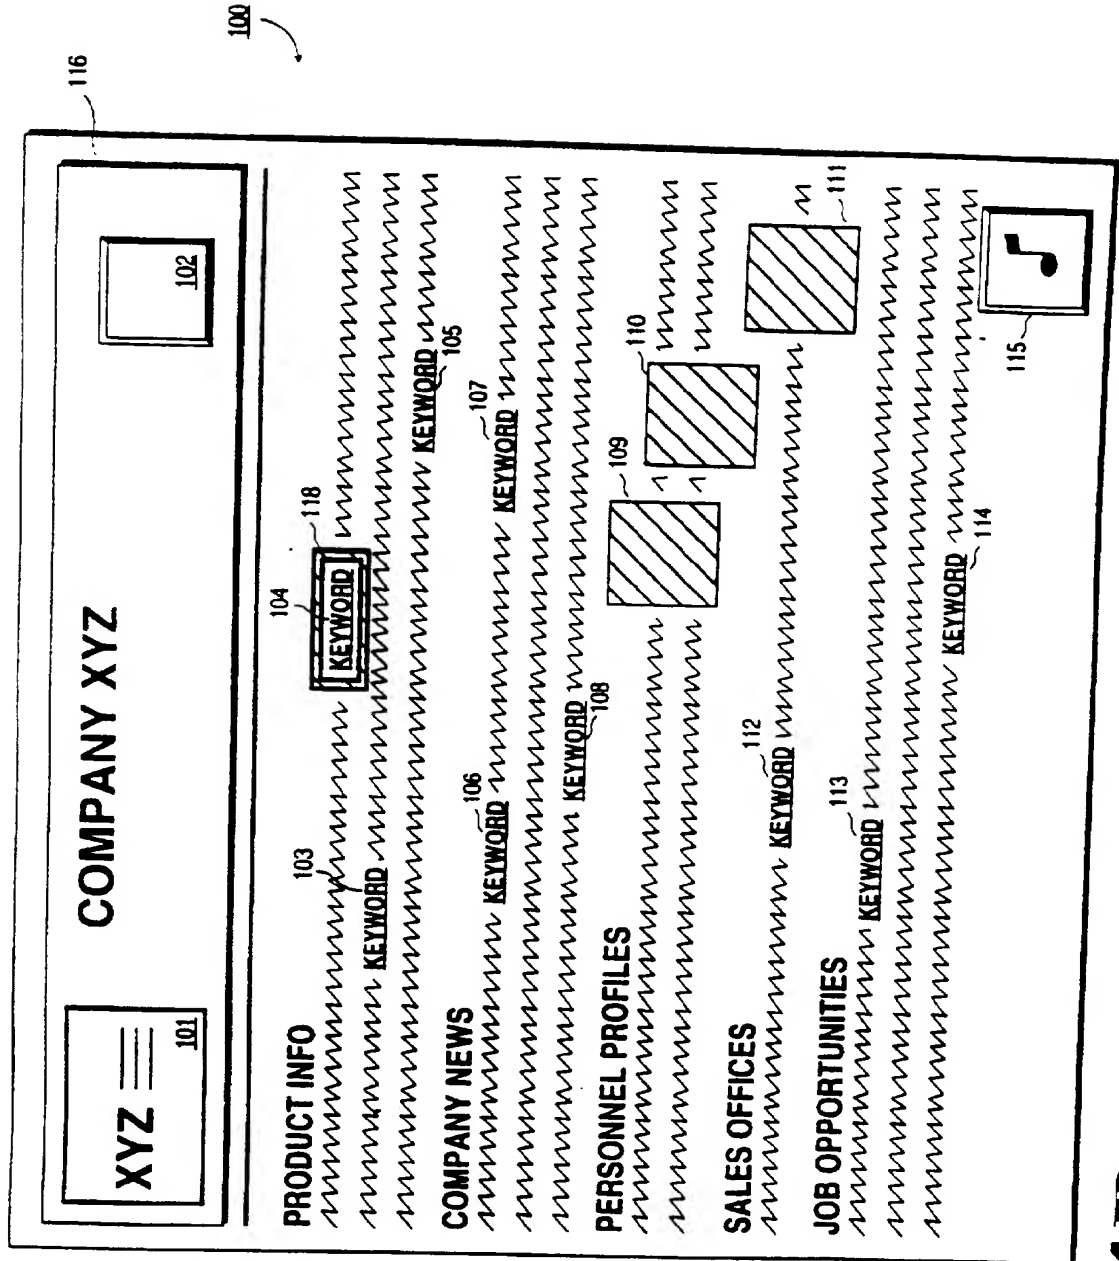 100
116
XYZ
101
COMPANY XYZ
102
PRODUCT INFO
104
118
KEYWORD
103
KEYWORD
KEYWORD
105
COMPANY NEWS
106
KEYWORD
107
KEYWORD
KEYWORD
108
PERSONNEL PROFILES
109
110
SALES OFFICES
111
112
KEYWORD
JOB OPPORTUNITIES
113
KEYWORD
KEYWORD
114
115